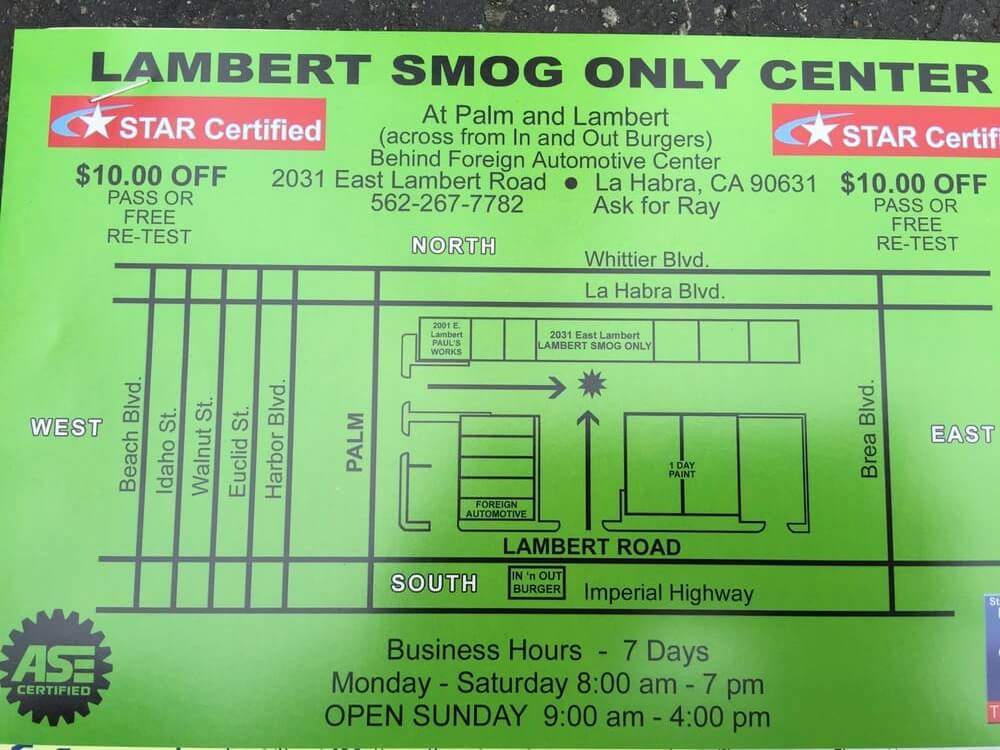 LAMBERT SMOG ONLY CENTER
STAR Certified
$10.00 OFF
PASS OR
FREE
RE-TEST
At Palm and Lambert
(across from In and Out Burgers)
Behind Foreign Automotive Center
2031 East Lambert Road • La Habra, CA 90631
562-267-7782 Ask for Ray
STAR Certif
$10.00 OFF
PASS OR
FREE
RE-TEST
NORTH
Whittier Blvd.
La Habra Blvd.
2001 E.
Lambert
PAUL'S
WORKS
2031 East Lambert
LAMBERT SMOG ONLY
WEST
Beach Blvd.
Idaho St.
Walnut St.
Euclid St.
Harbor Blvd.
PALM
FOREIGN
AUTOMOTIVE
1 DAY
PAINT
Brea Blvd.
EAST
LAMBERT ROAD
SOUTH
IN 'n OUT
BURGER
Imperial Highway
ASE
CERTIFIED
Business Hours - 7 Days
Monday - Saturday 8:00 am - 7 pm
OPEN SUNDAY 9:00 am - 4:00 pm